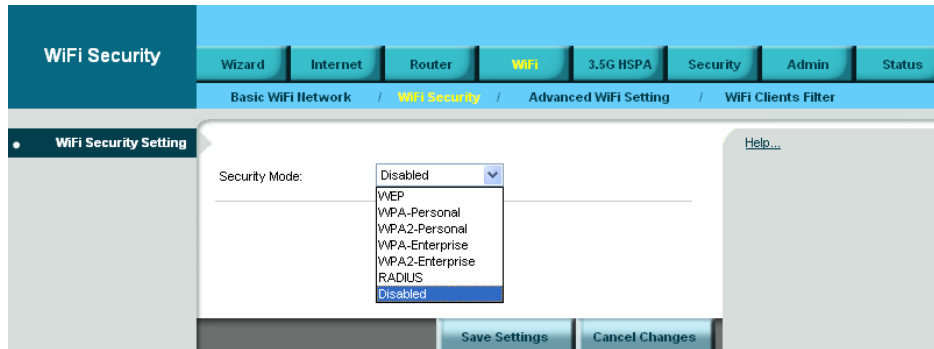 WiFi Security
Wizard Internet Router WiFi 3.5G HSPA Security Admin Status
Basic WiFi Network / WiFi Security / Advanced WiFi Setting / WiFi Clients Filter
WiFi Security Setting
Help...
Security Mode: Disabled
WEP
WPA-Personal
WPA2-Personal
WPA-Enterprise
WPA2-Enterprise
RADIUS
Disabled
Save Settings Cancel Changes